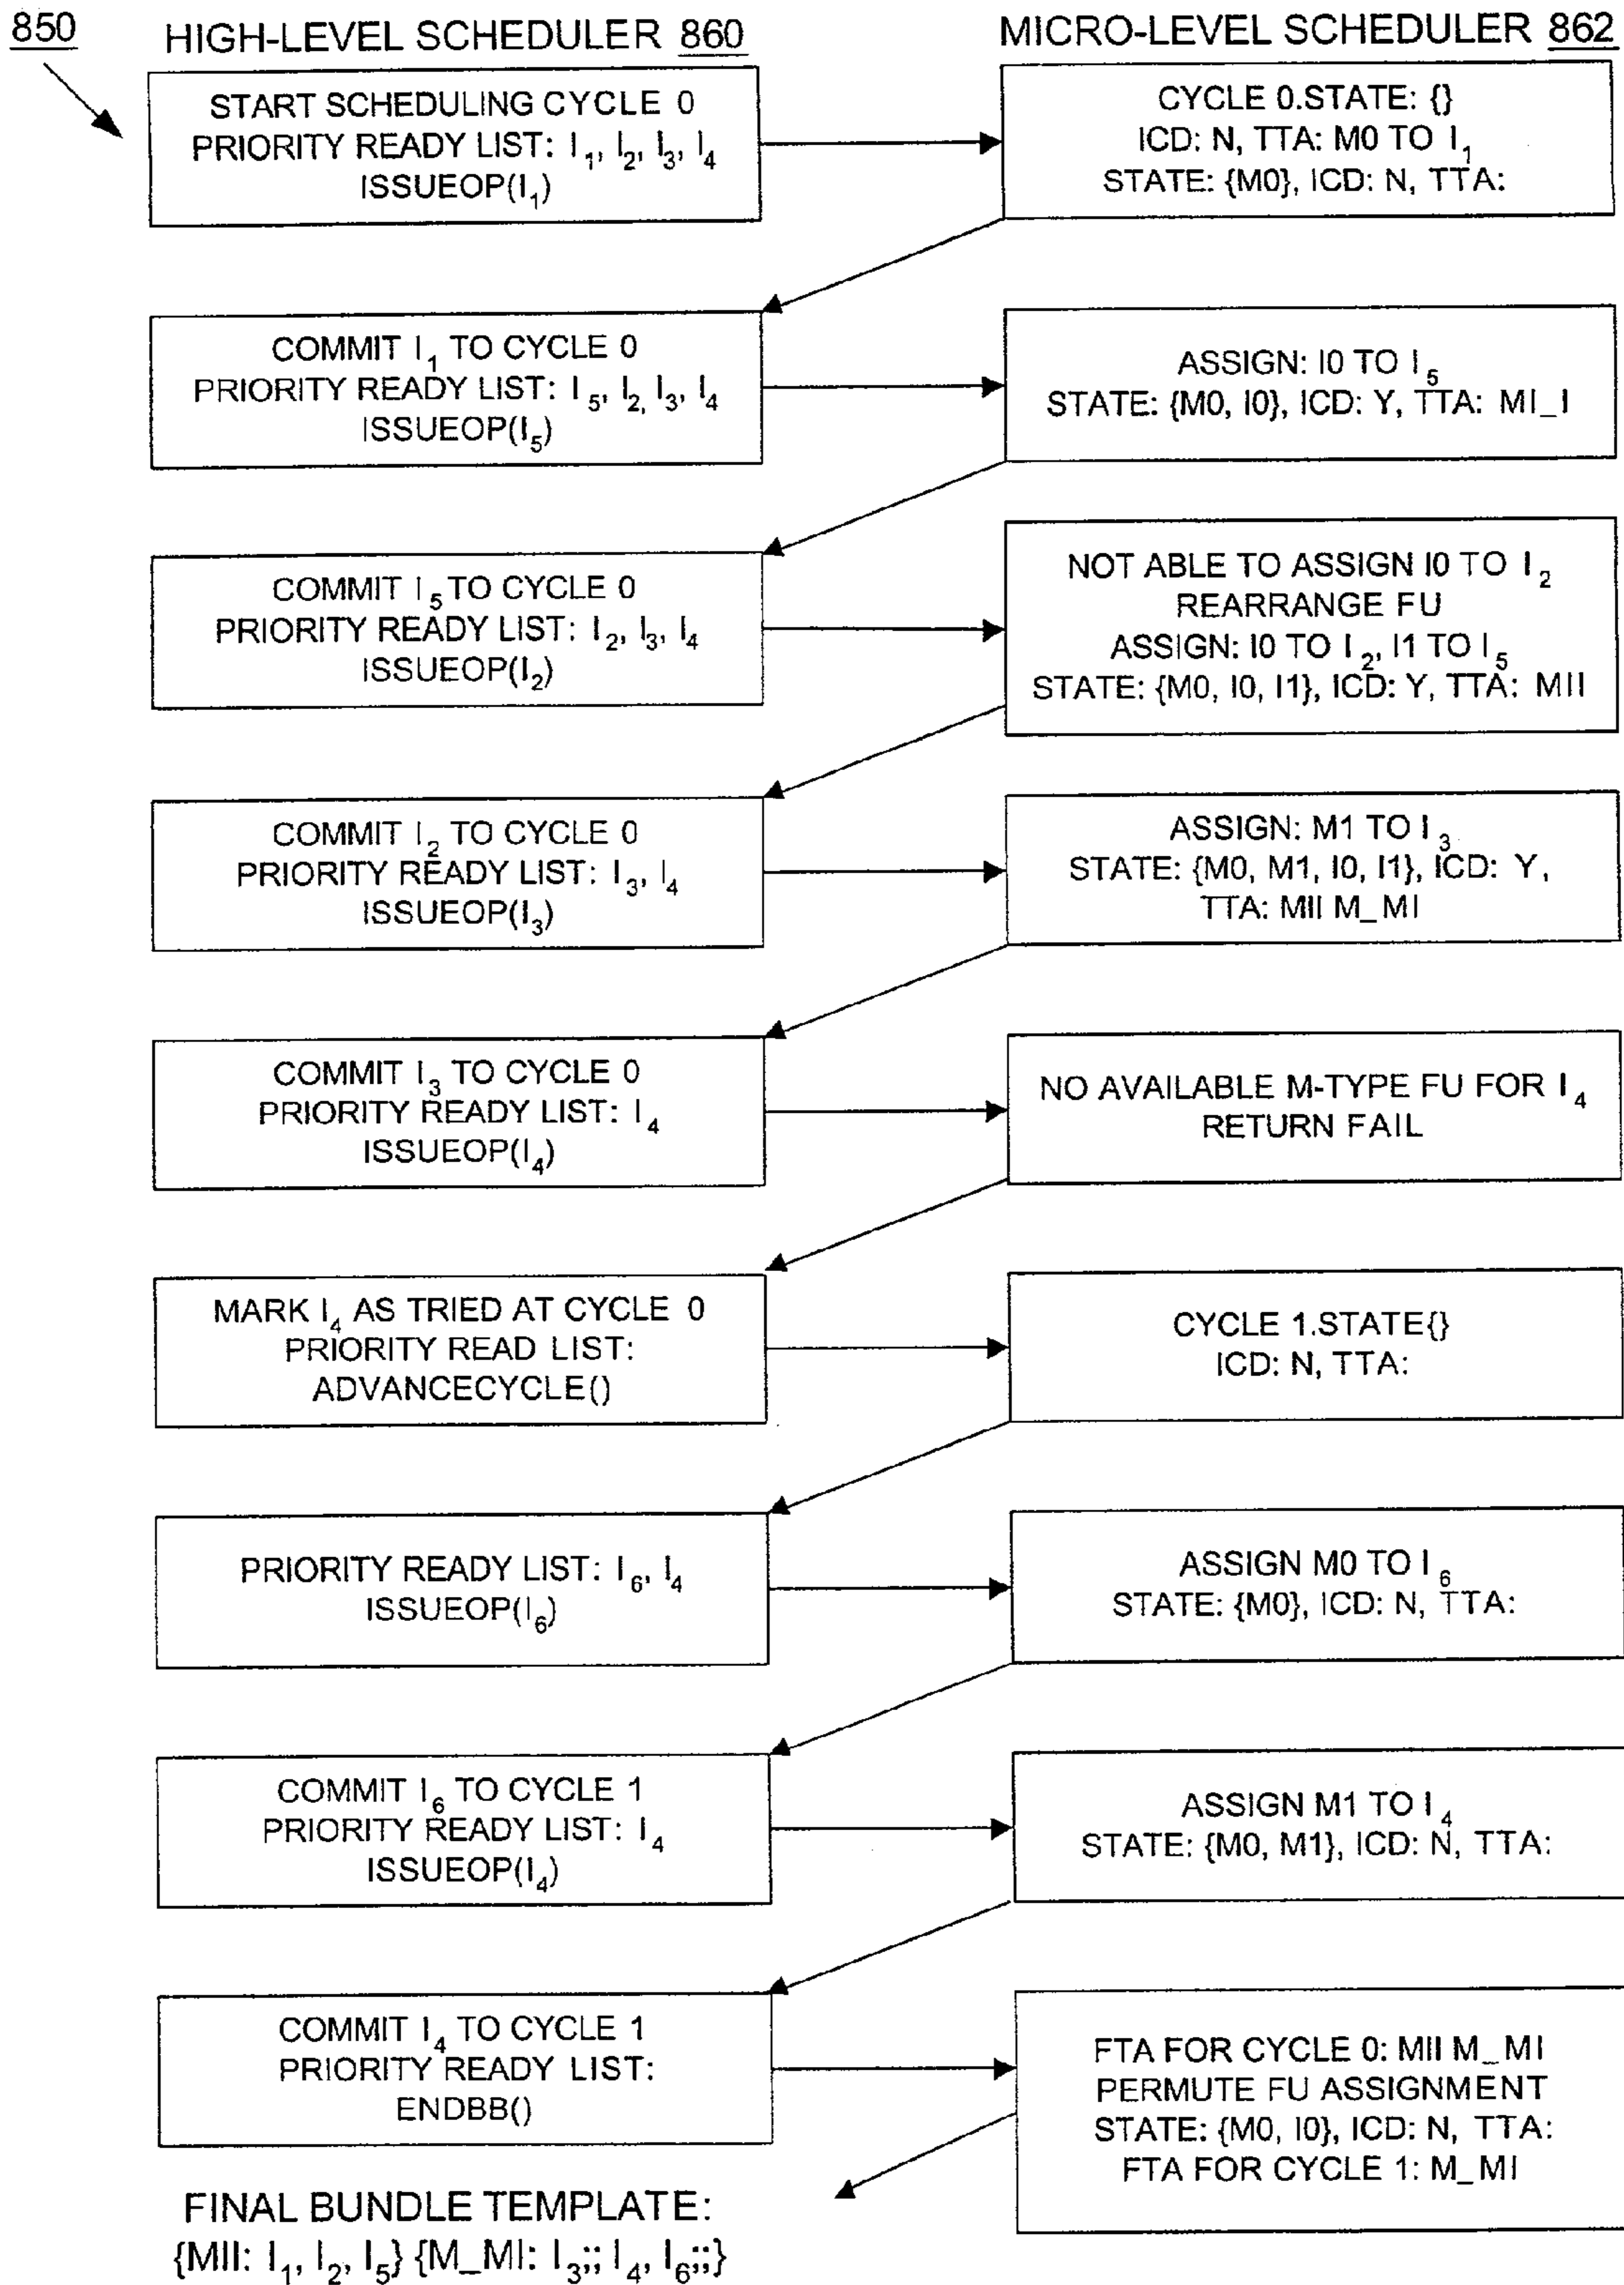 850
HIGH-LEVEL SCHEDULER 860
MICRO-LEVEL SCHEDULER 862
START SCHEDULING CYCLE 0
PRIORITY READY LIST: I1, I2, I3, I4
ISSUEOP(I1)
CYCLE 0.STATE: {}
ICD: N, TTA: M0 TO I1
STATE: {M0}, ICD: N, TTA:
COMMIT I1 TO CYCLE 0
PRIORITY READY LIST: I5, I2, I3, I4
ISSUEOP(I5)
ASSIGN: I0 TO I5
STATE: {M0, I0}, ICD: Y, TTA: MI_I
COMMIT I5 TO CYCLE 0
PRIORITY READY LIST: I2, I3, I4
ISSUEOP(I2)
NOT ABLE TO ASSIGN I0 TO I2
REARRANGE FU
ASSIGN: I0 TO I2, I1 TO I5
STATE: {M0, I0, I1}, ICD: Y, TTA: MII
COMMIT I2 TO CYCLE 0
PRIORITY READY LIST: I3, I4
ISSUEOP(I3)
ASSIGN: M1 TO I3
STATE: {M0, M1, I0, I1}, ICD: Y,
TTA: MII M_MI
COMMIT I3 TO CYCLE 0
PRIORITY READY LIST: I4
ISSUEOP(I4)
NO AVAILABLE M-TYPE FU FOR I4
RETURN FAIL
MARK I4 AS TRIED AT CYCLE 0
PRIORITY READ LIST:
ADVANCECYCLE()
CYCLE 1.STATE{}
ICD: N, TTA:
PRIORITY READY LIST: I6, I4
ISSUEOP(I6)
ASSIGN M0 TO I6
STATE: {M0}, ICD: N, TTA:
COMMIT I6 TO CYCLE 1
PRIORITY READY LIST: I4
ISSUEOP(I4)
ASSIGN M1 TO I4
STATE: {M0, M1}, ICD: N, TTA:
COMMIT I4 TO CYCLE 1
PRIORITY READY LIST:
ENDBB()
FTA FOR CYCLE 0: MII M_MI
PERMUTE FU ASSIGNMENT
STATE: {M0, I0}, ICD: N, TTA:
FTA FOR CYCLE 1: M_MI
FINAL BUNDLE TEMPLATE:
{MII: I1, I2, I5} {M_MI: I3;; I4, I6;;}